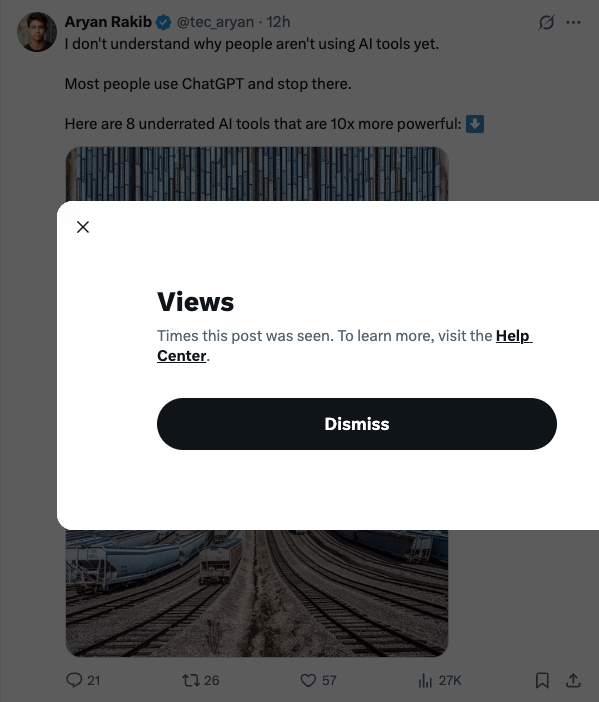 Aryan Rakib @tec_aryan · 12h
I don't understand why people aren't using AI tools yet.
Most people use ChatGPT and stop there.
Here are 8 underrated AI tools that are 10x more powerful: ⬇️
Views
Times this post was seen. To learn more, visit the Help
Center.
Dismiss
21 26 57 27K